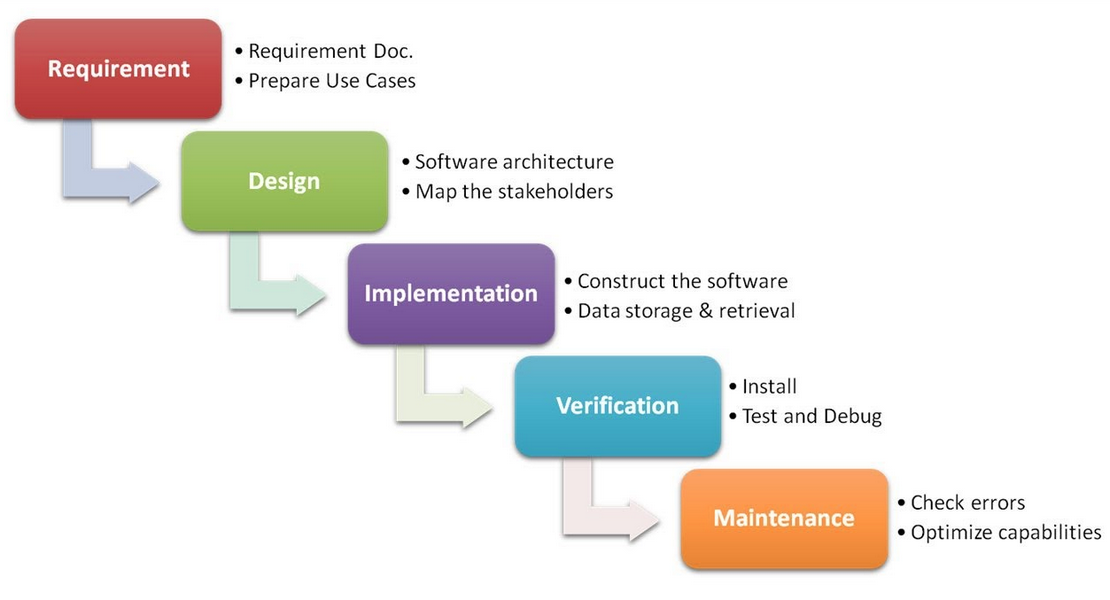 Requirement
• Requirement Doc.
• Prepare Use Cases
Design
• Software architecture
• Map the stakeholders
Implementation
• Construct the software
• Data storage & retrieval
Verification
• Install
• Test and Debug
Maintenance
• Check errors
• Optimize capabilities